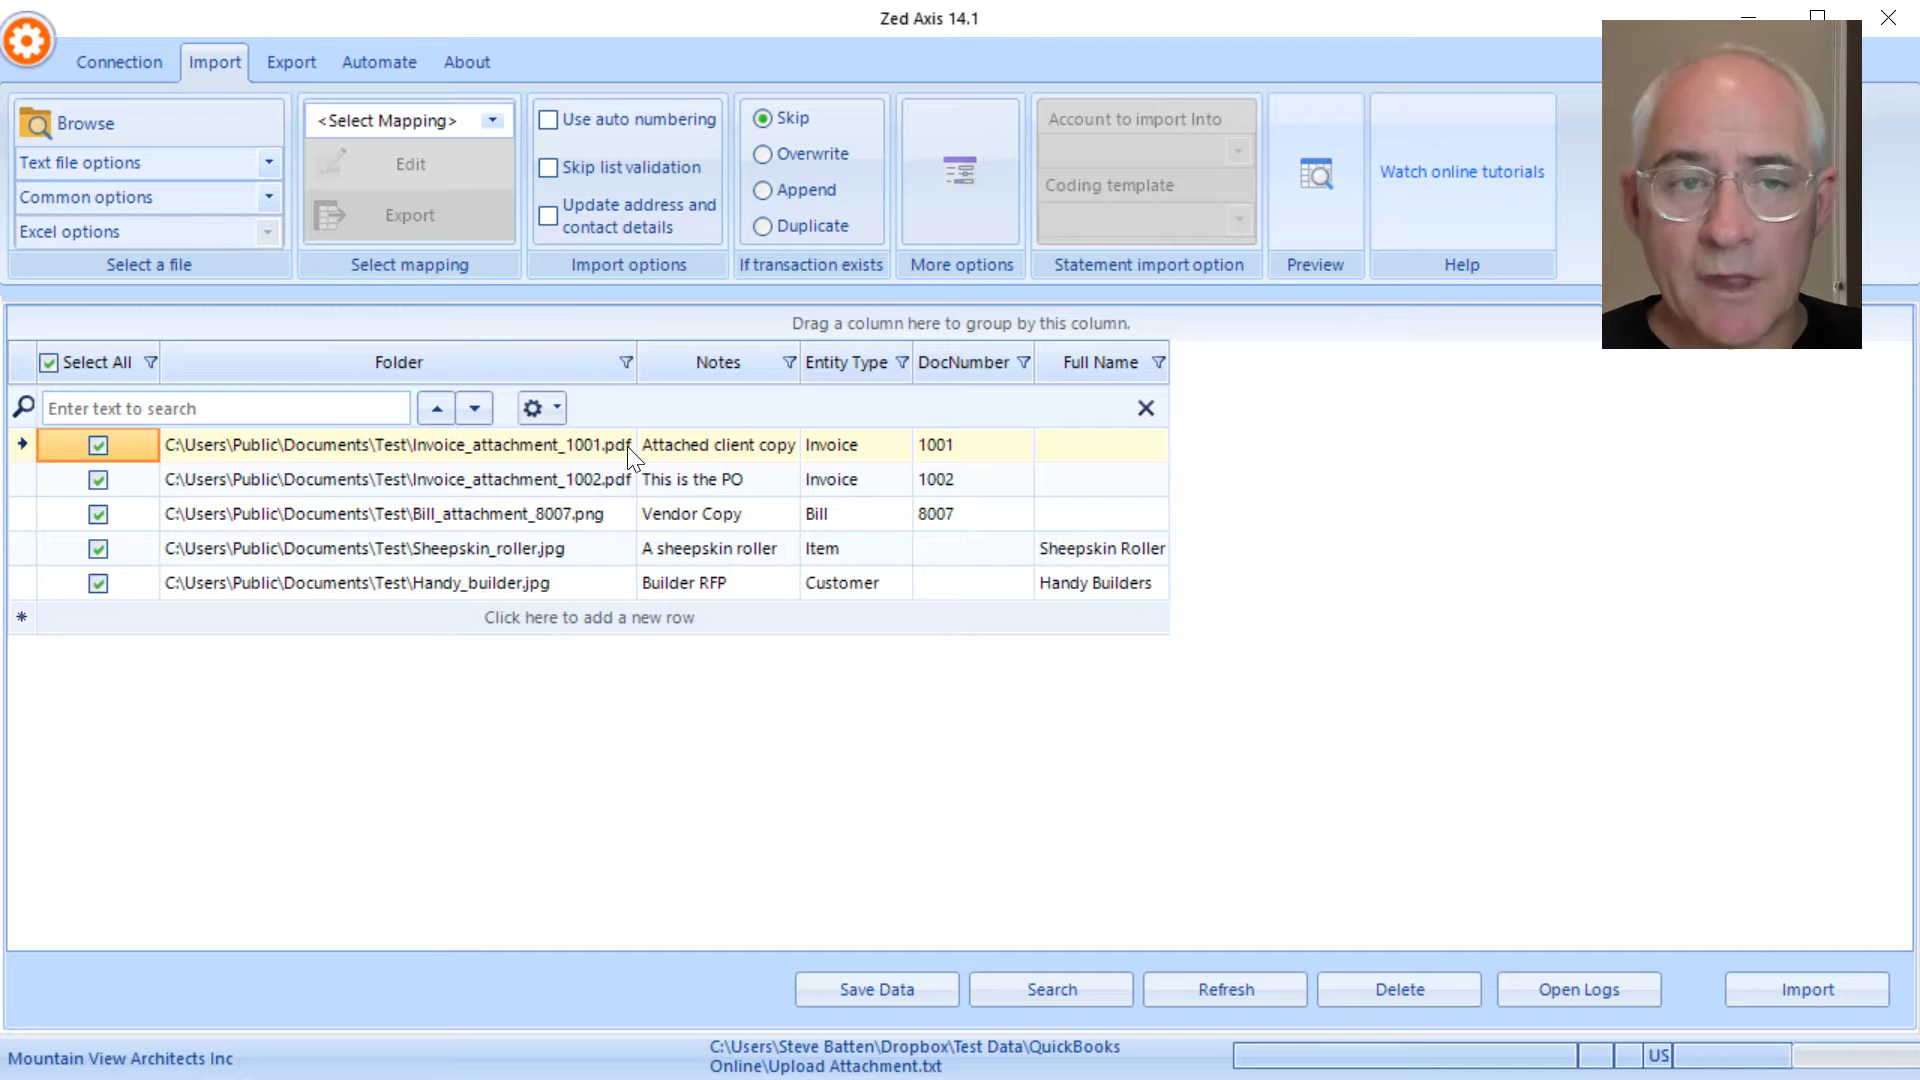 Zed Axis 14.1
Connection
Import
Export
Automate
About
Browse
Text file options
Common options
Excel options
Select a file
<Select Mapping>
Edit
Export
Select mapping
Use auto numbering
Skip list validation
Update address and
contact details
Import options
Skip
Overwrite
Append
Duplicate
If transaction exists
More options
Account to import Into
Coding template
Statement import option
Preview
Watch online tutorials
Help
Drag a column here to group by this column.
Select All Folder Notes Entity Type DocNumber Full Name
Enter text to search
C:\Users\Public\Documents\Test\Invoice_attachment_1001.pdf Attached client copy Invoice 1001
C:\Users\Public\Documents\Test\Invoice_attachment_1002.pdf This is the PO Invoice 1002
C:\Users\Public\Documents\Test\Bill_attachment_8007.png Vendor Copy Bill 8007
C:\Users\Public\Documents\Test\Sheepskin_roller.jpg A sheepskin roller Item Sheepskin Roller
C:\Users\Public\Documents\Test\Handy_builder.jpg Builder RFP Customer Handy Builders
Click here to add a new row
Save Data
Search
Refresh
Delete
Open Logs
Import
Mountain View Architects Inc
C:\Users\Steve Batten\Dropbox\Test Data\QuickBooks
Online\Upload Attachment.txt
US